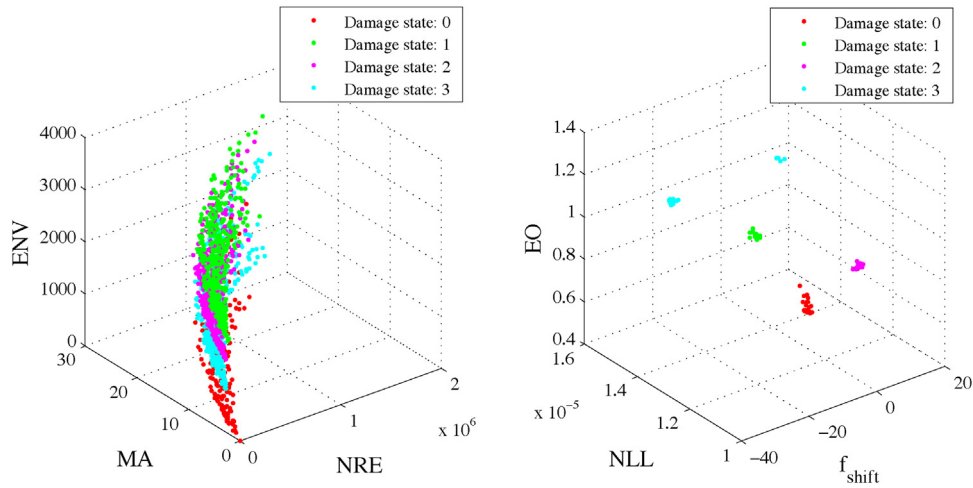 Damage state: 0
Damage state: 1
Damage state: 2
Damage state: 3
4000
3000
2000
1000
0
ENV
30
20
10
0
MA
0
1
2
x 10^6
NRE
Damage state: 0
Damage state: 1
Damage state: 2
Damage state: 3
1.4
1.2
1
0.8
0.6
0.4
EO
1.6
1.4
1.2
1
x 10^-5
NLL
−40
−20
0
20
f_shift